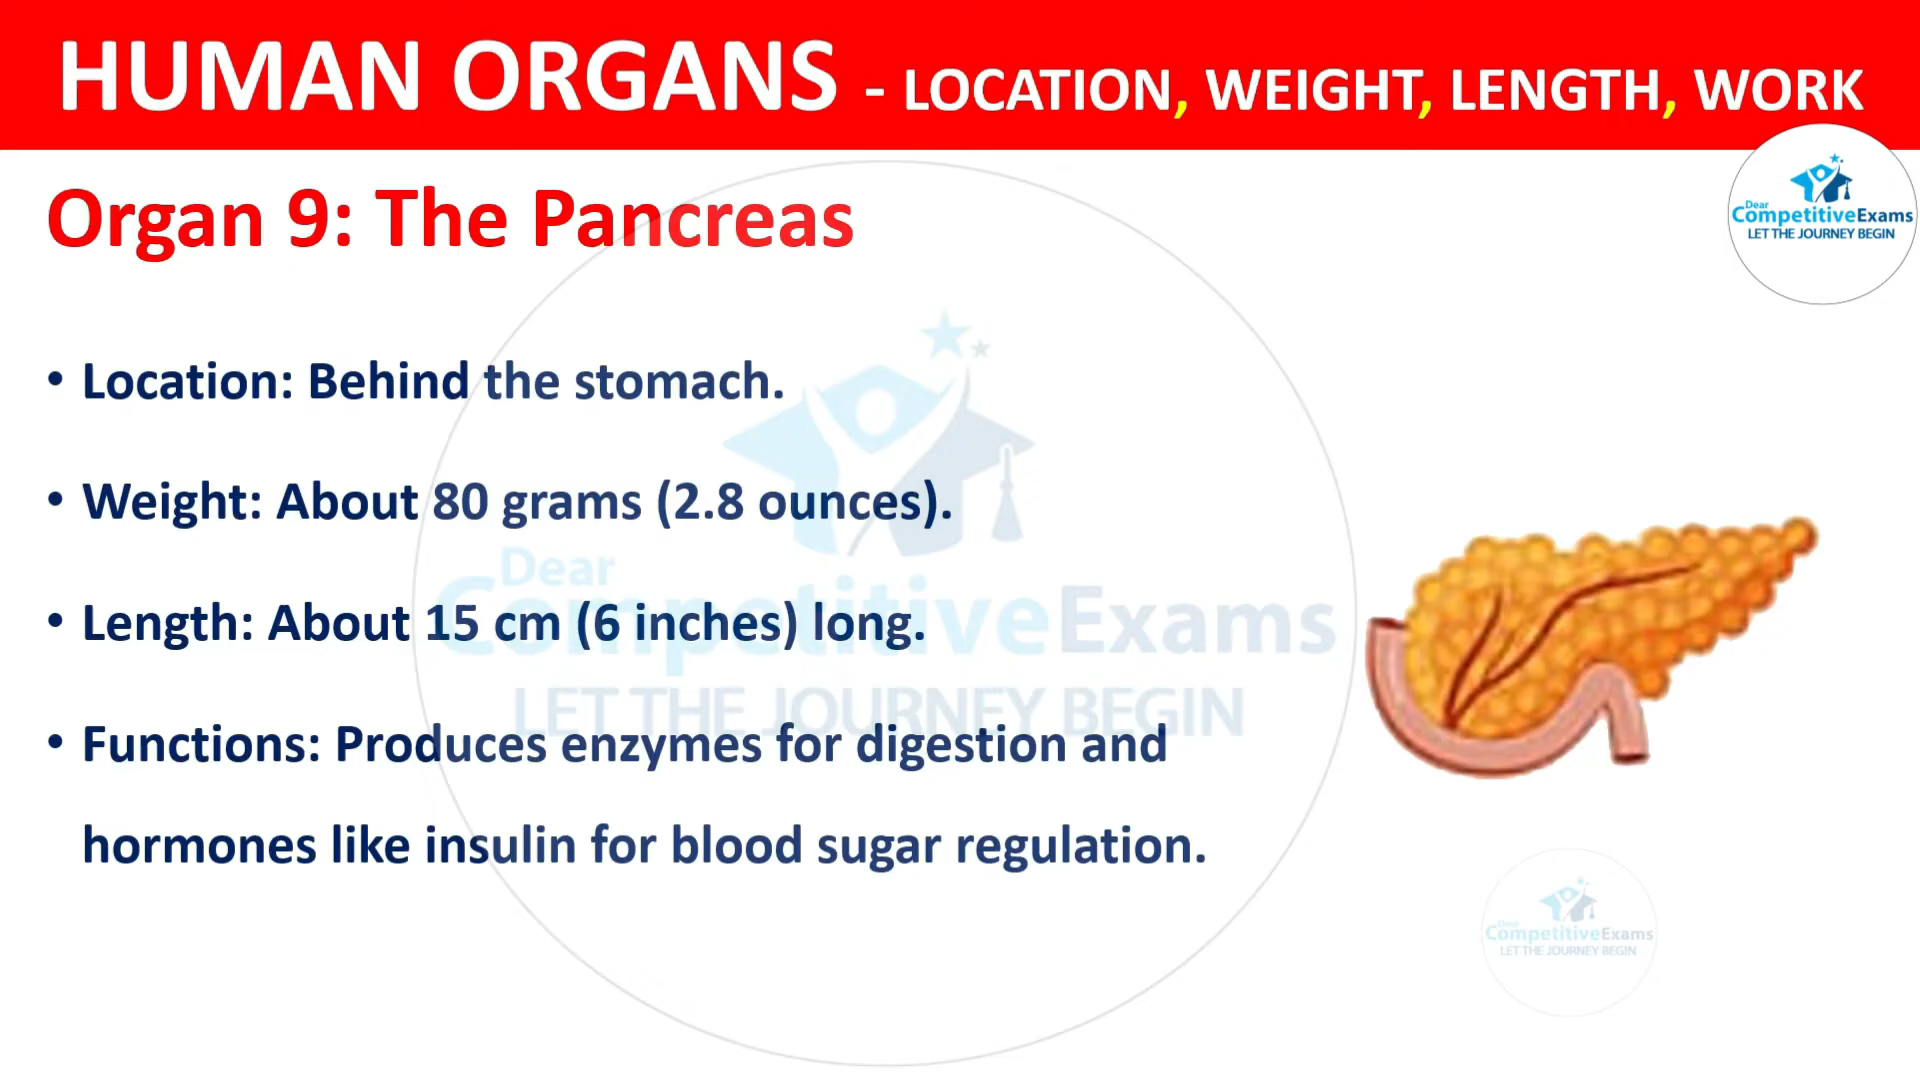 HUMAN ORGANS - LOCATION, WEIGHT, LENGTH, WORK
Dear
CompetitiveExams
LET THE JOURNEY BEGIN
Organ 9: The Pancreas
• Location: Behind the stomach.
• Weight: About 80 grams (2.8 ounces).
Dear
CompetitiveExams
• Length: About 15 cm (6 inches) long.
LET THE JOURNEY BEGIN
• Functions: Produces enzymes for digestion and
hormones like insulin for blood sugar regulation.
Dear
CompetitiveExams
LET THE JOURNEY BEGIN